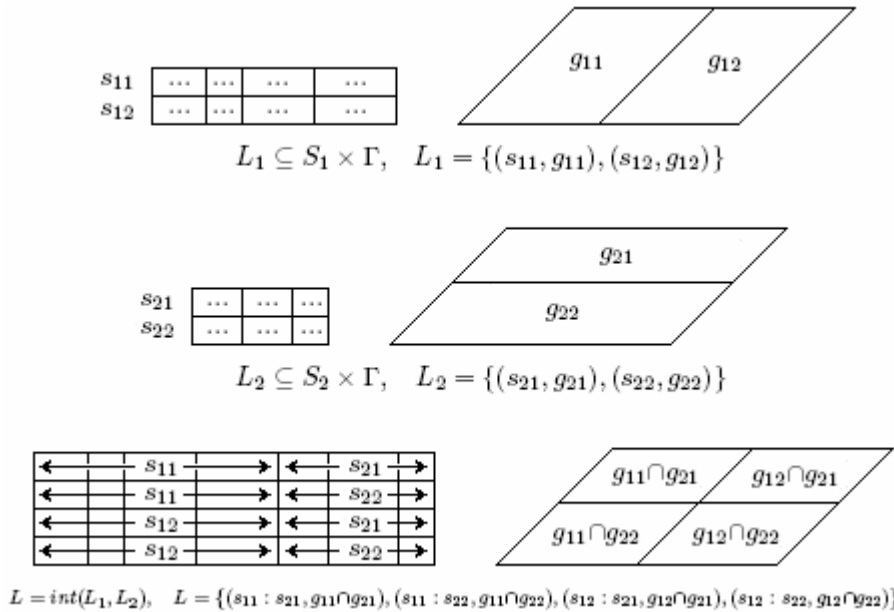 s₁₁ ... ... ... ... g₁₁ g₁₂
s₁₂ ... ... ... ...
L₁ ⊆ S₁ × Γ, L₁ = {(s₁₁, g₁₁), (s₁₂, g₁₂)}
g₂₁
s₂₁ ... ... ...
s₂₂ ... ... ... g₂₂
L₂ ⊆ S₂ × Γ, L₂ = {(s₂₁, g₂₁), (s₂₂, g₂₂)}
s₁₁ s₂₁ g₁₁∩g₂₁ g₁₂∩g₂₁
s₁₁ s₂₂
s₁₂ s₂₁ g₁₁∩g₂₂ g₁₂∩g₂₂
s₁₂ s₂₂
L = int(L₁, L₂), L = {(s₁₁ : s₂₁, g₁₁∩g₂₁), (s₁₁ : s₂₂, g₁₁∩g₂₂), (s₁₂ : s₂₁, g₁₂∩g₂₁), (s₁₂ : s₂₂, g₁₂∩g₂₂)}